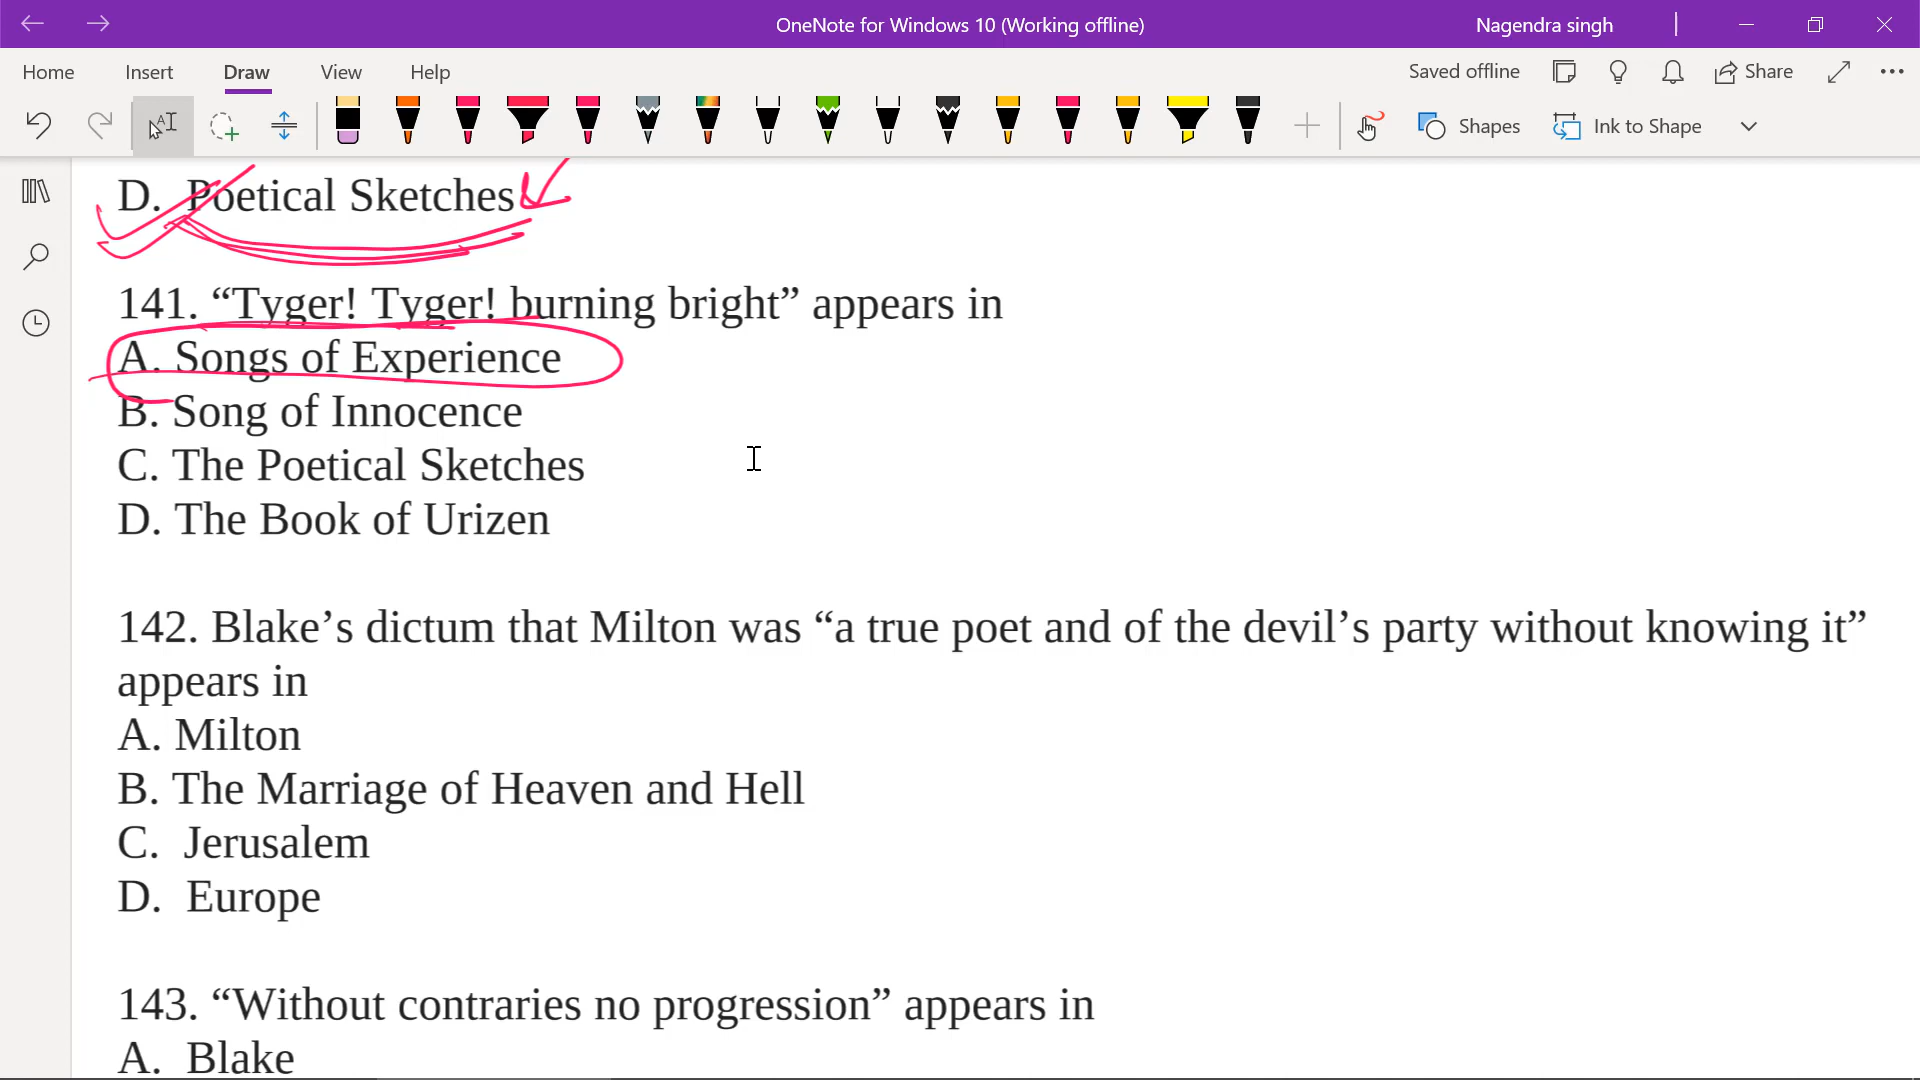 OneNote for Windows 10 (Working offline)
Nagendra singh
Home Insert Draw View Help
Saved offline
Share
Shapes
Ink to Shape
D. Poetical Sketches
141. “Tyger! Tyger! burning bright” appears in
A. Songs of Experience
B. Song of Innocence
C. The Poetical Sketches
D. The Book of Urizen
142. Blake’s dictum that Milton was “a true poet and of the devil’s party without knowing it”
appears in
A. Milton
B. The Marriage of Heaven and Hell
C. Jerusalem
D. Europe
143. “Without contraries no progression” appears in
A. Blake